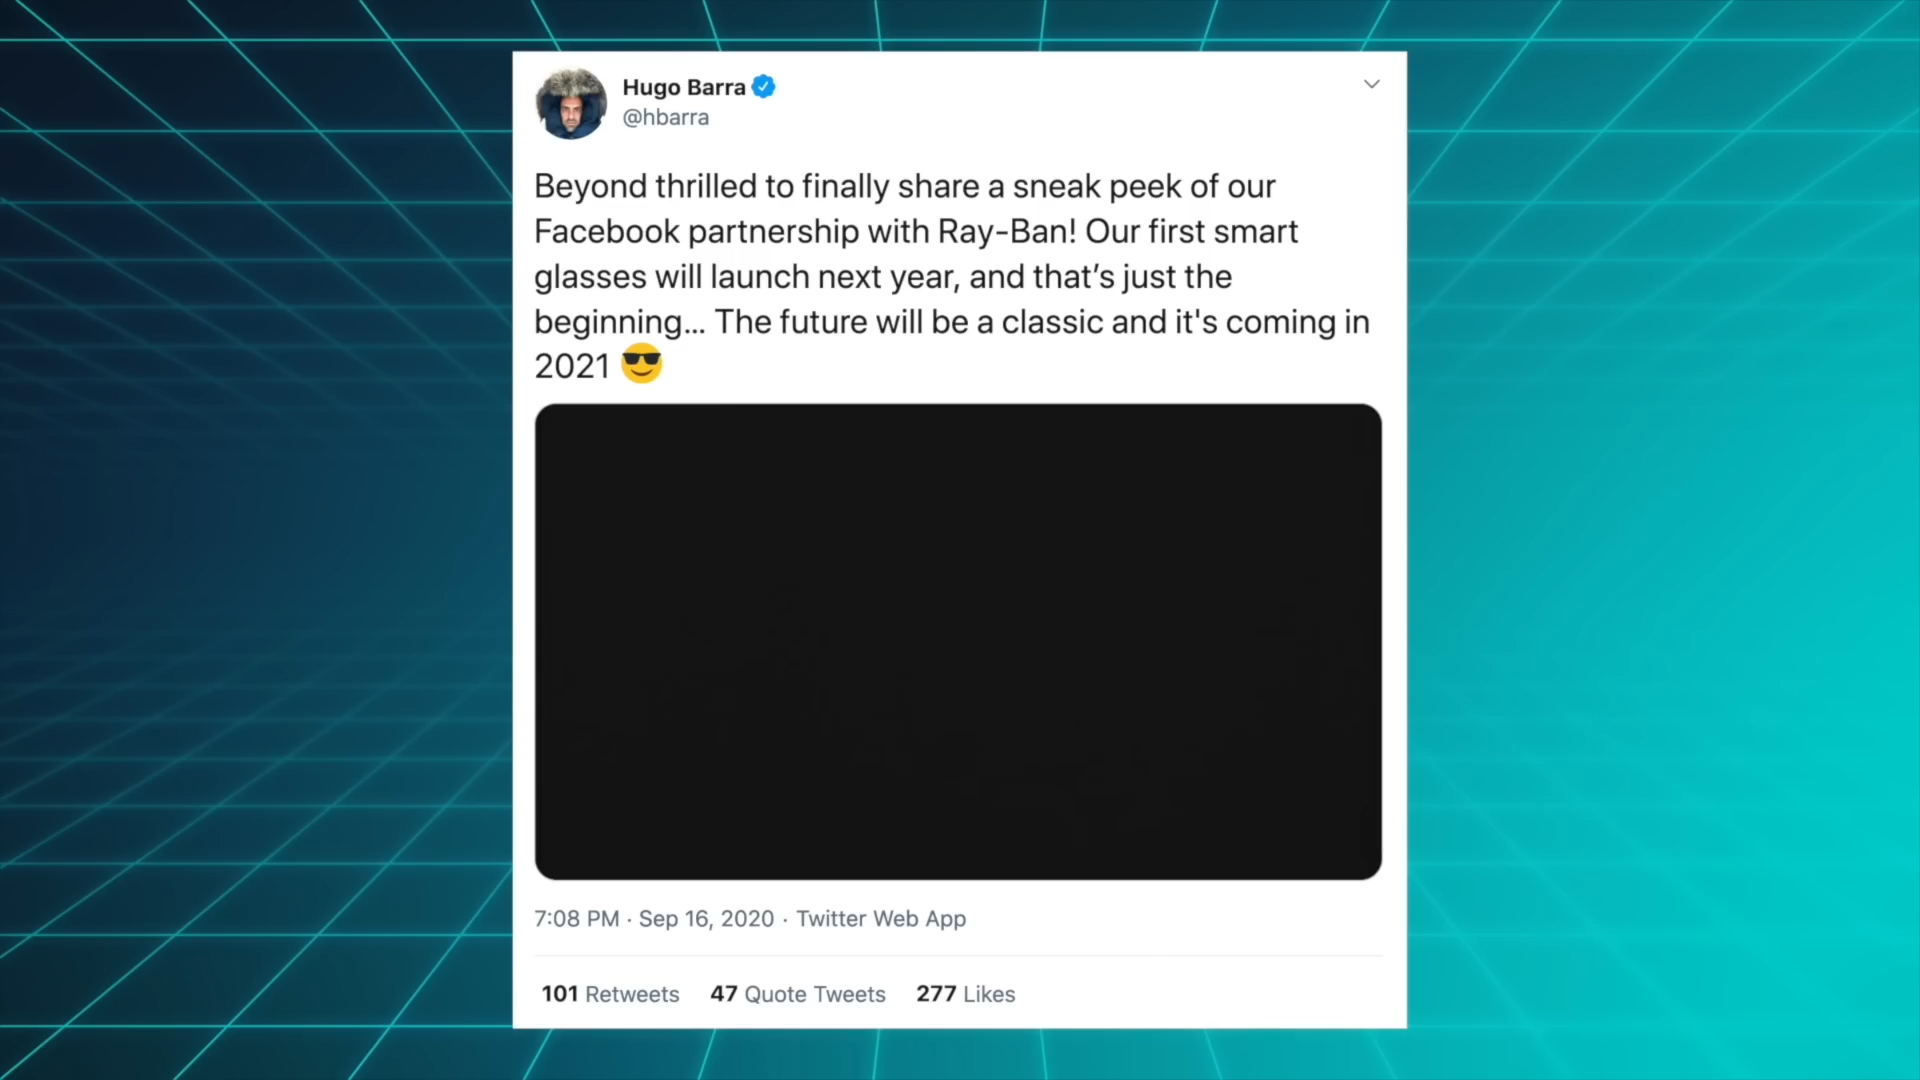 Hugo Barra
@hbarra
Beyond thrilled to finally share a sneak peek of our
Facebook partnership with Ray-Ban! Our first smart
glasses will launch next year, and that’s just the
beginning... The future will be a classic and it's coming in
2021 😎
7:08 PM · Sep 16, 2020 · Twitter Web App
101 Retweets 47 Quote Tweets 277 Likes